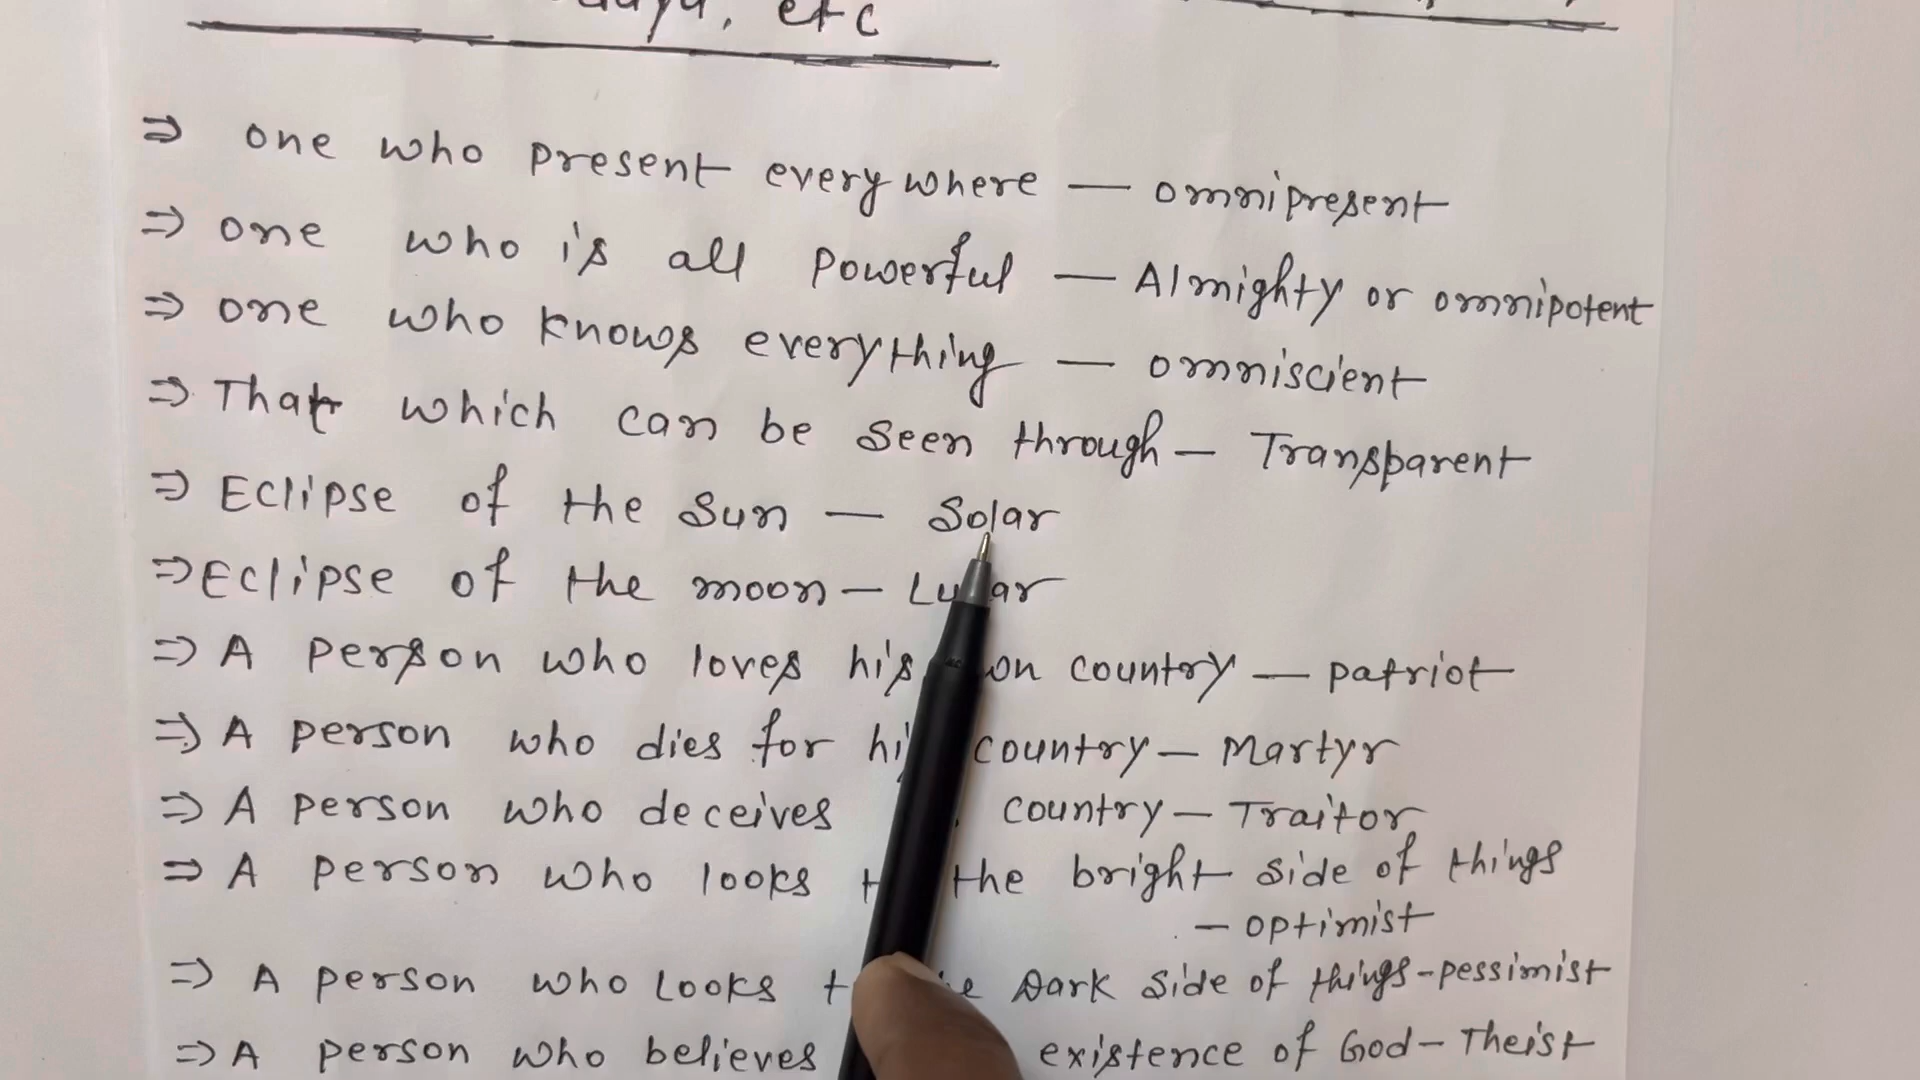 etc
⇒ one who present everywhere — omnipresent
⇒ one who is all powerful — Almighty or omnipotent
⇒ one who knows everything — omniscient
⇒ That which can be seen through — Transparent
⇒ Eclipse of the Sun — Solar
⇒ Eclipse of the moon — Lunar
⇒ A person who loves his country — patriot
⇒ A person who dies for his country — Martyr
⇒ A person who deceives country — Traitor
⇒ A person who looks the bright side of things
— optimist
⇒ A person who Looks Dark side of things - pessimist
⇒ A person who believes existence of God - Theist